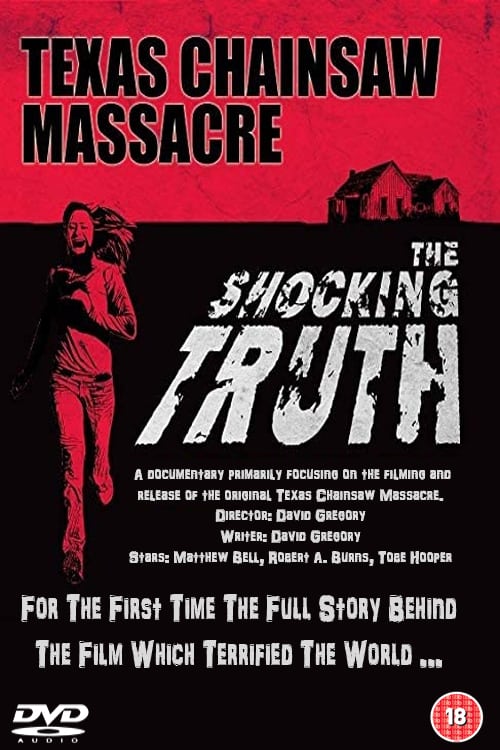 TEXAS CHAINSAW
MASSACRE
THE
SHOCKING
TRUTH
A documentary primarily focusing on the filming and
release of the original Texas Chainsaw Massacre.
Director: David Gregory
Writer: David Gregory
Stars: Matthew Bell, Robert A. Burns, Tobe Hooper
For The First Time The Full Story Behind
The Film Which Terrified The World ...
DVD
AUDIO
18